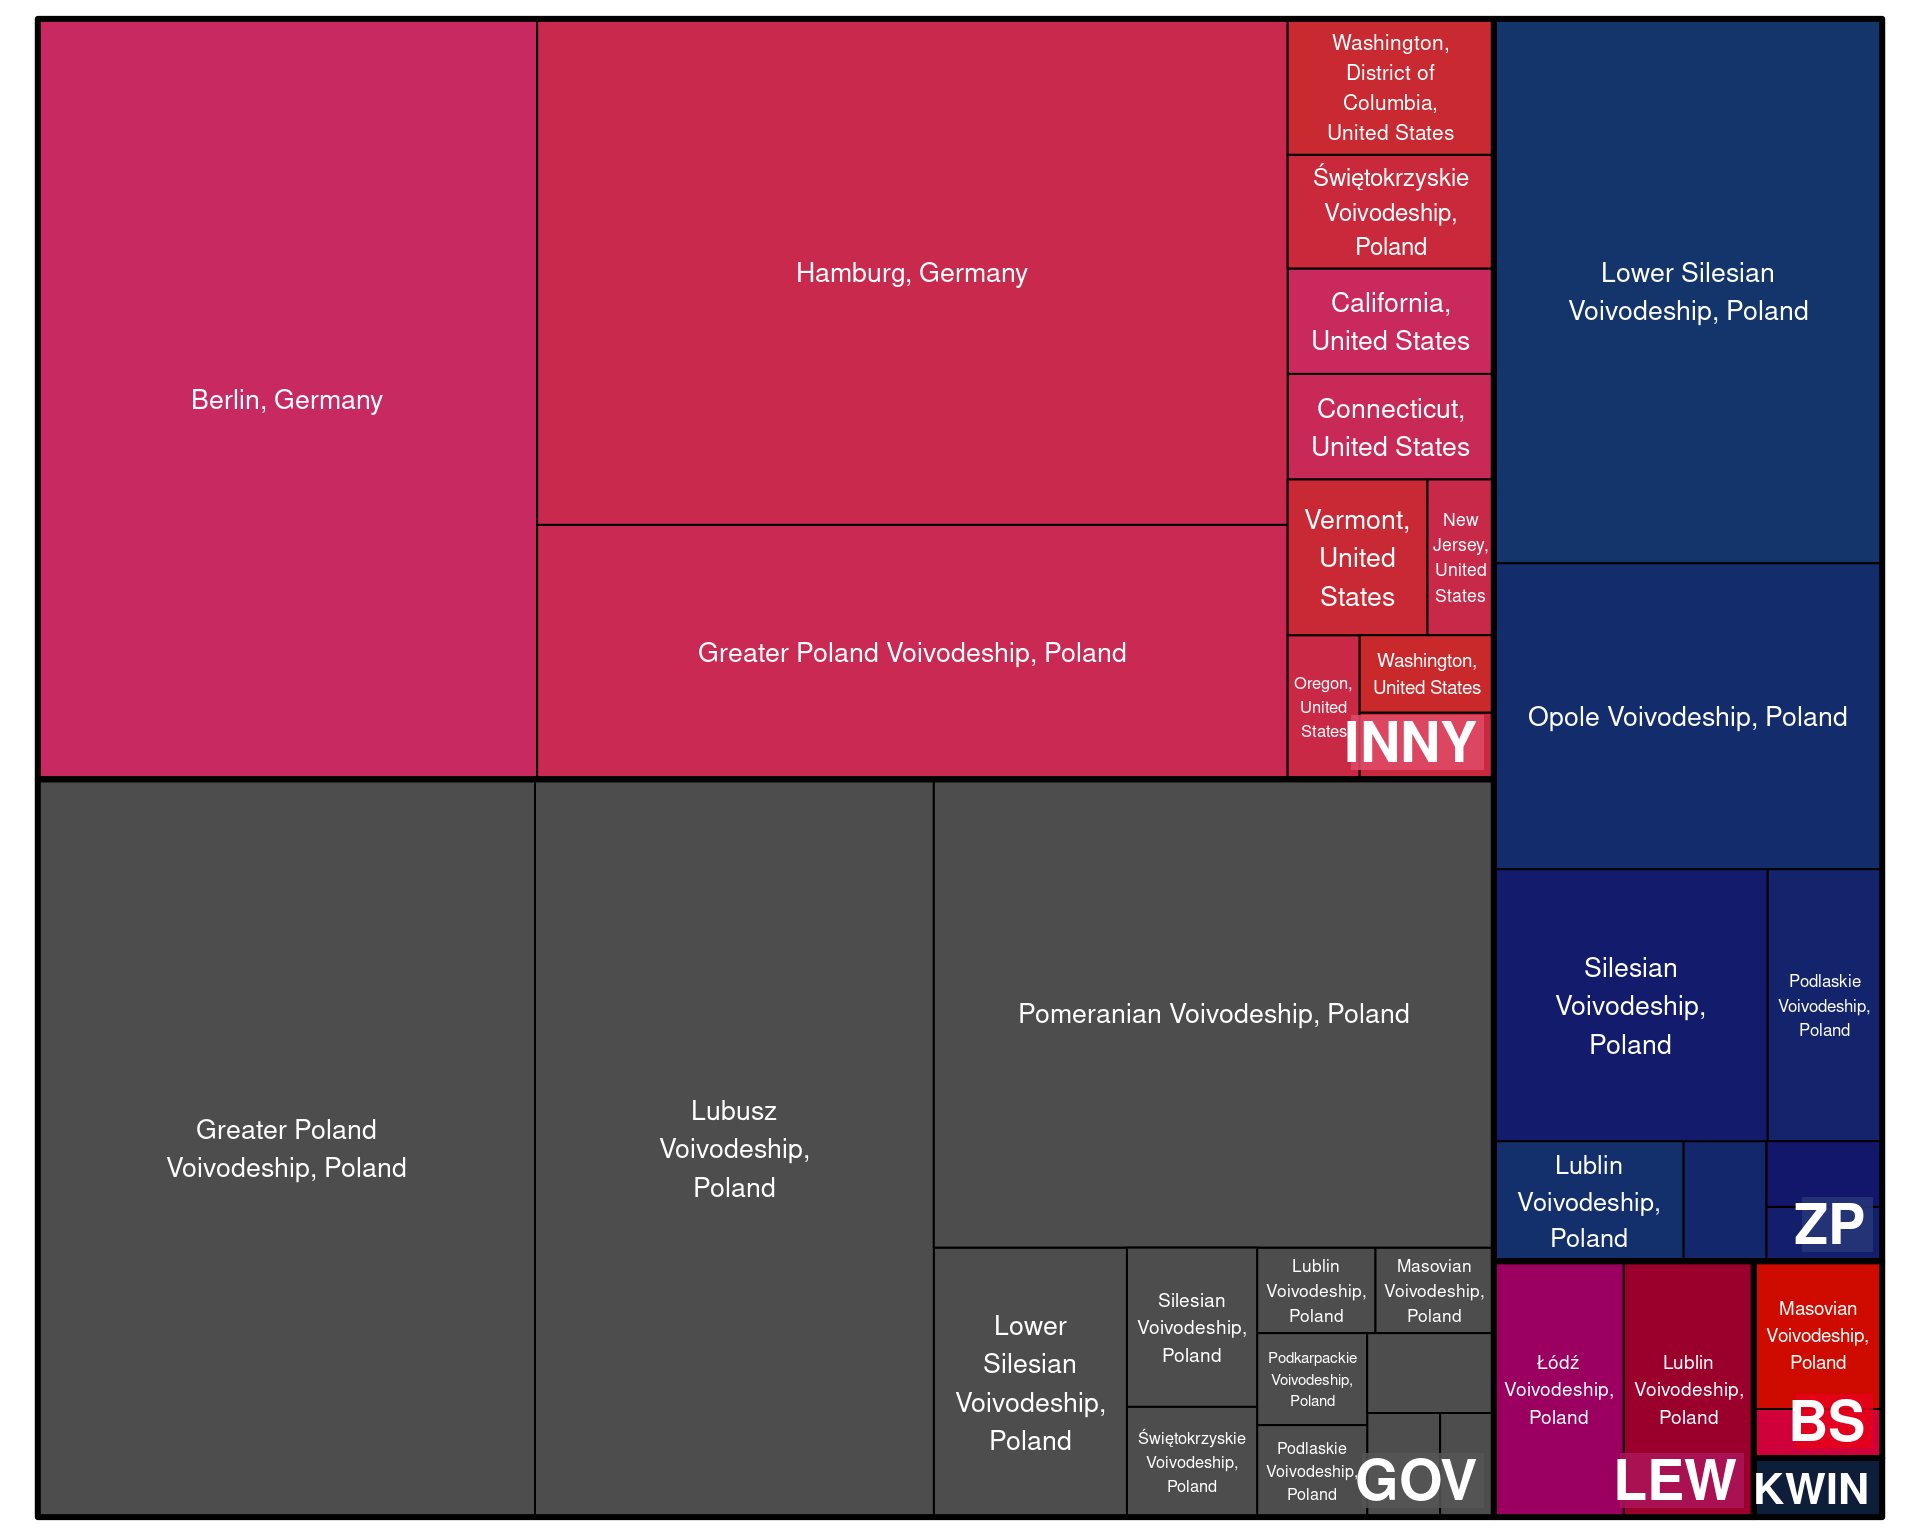 Berlin, Germany
Hamburg, Germany
Greater Poland Voivodeship, Poland
Washington,
District of
Columbia,
United States
Świętokrzyskie
Voivodeship,
Poland
California,
United States
Connecticut,
United States
Vermont,
United
States
New
Jersey,
United
States
Oregon,
United
States
Washington,
United States
INNY
Greater Poland
Voivodeship, Poland
Lubusz
Voivodeship,
Poland
Pomeranian Voivodeship, Poland
Lower
Silesian
Voivodeship,
Poland
Silesian
Voivodeship,
Poland
Świętokrzyskie
Voivodeship,
Poland
Lublin
Voivodeship,
Poland
Masovian
Voivodeship,
Poland
Podkarpackie
Voivodeship,
Poland
Podlaskie
Voivodeship,
Poland
GOV
Lower Silesian
Voivodeship, Poland
Opole Voivodeship, Poland
Silesian
Voivodeship,
Poland
Podlaskie
Voivodeship,
Poland
Lublin
Voivodeship,
Poland
ZP
Łódź
Voivodeship,
Poland
Lublin
Voivodeship,
Poland
LEW
Masovian
Voivodeship,
Poland
BS
KWIN